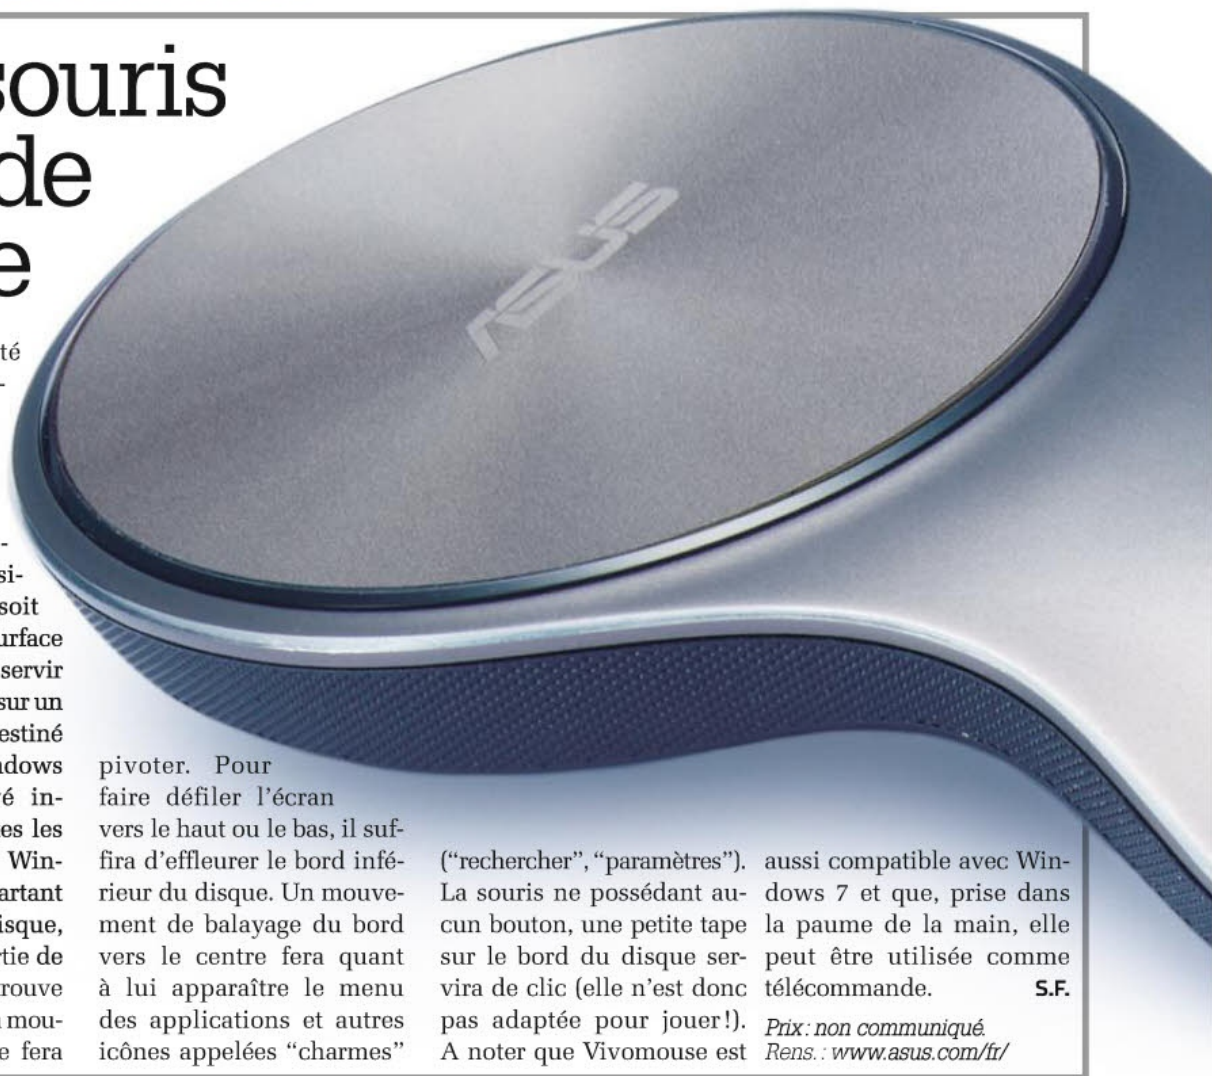 souris
de
e
té
-
-
si-
soit
urface
servir
sur un
estiné
ndows
é in-
es les
Win-
artant
isque,
tie de
rouve
mou-
e fera
ASUS
pivoter. Pour
faire défiler l'écran
vers le haut ou le bas, il suf-
fira d'effleurer le bord infé-
rieur du disque. Un mouve-
ment de balayage du bord
vers le centre fera quant
à lui apparaître le menu
des applications et autres
icônes appelées “charmes”
(“rechercher”, “paramètres”).
La souris ne possédant au-
cun bouton, une petite tape
sur le bord du disque ser-
vira de clic (elle n'est donc
pas adaptée pour jouer!).
A noter que Vivomouse est
aussi compatible avec Win-
dows 7 et que, prise dans
la paume de la main, elle
peut être utilisée comme
télécommande. S.F.
Prix: non communiqué.
Rens.: www.asus.com/fr/